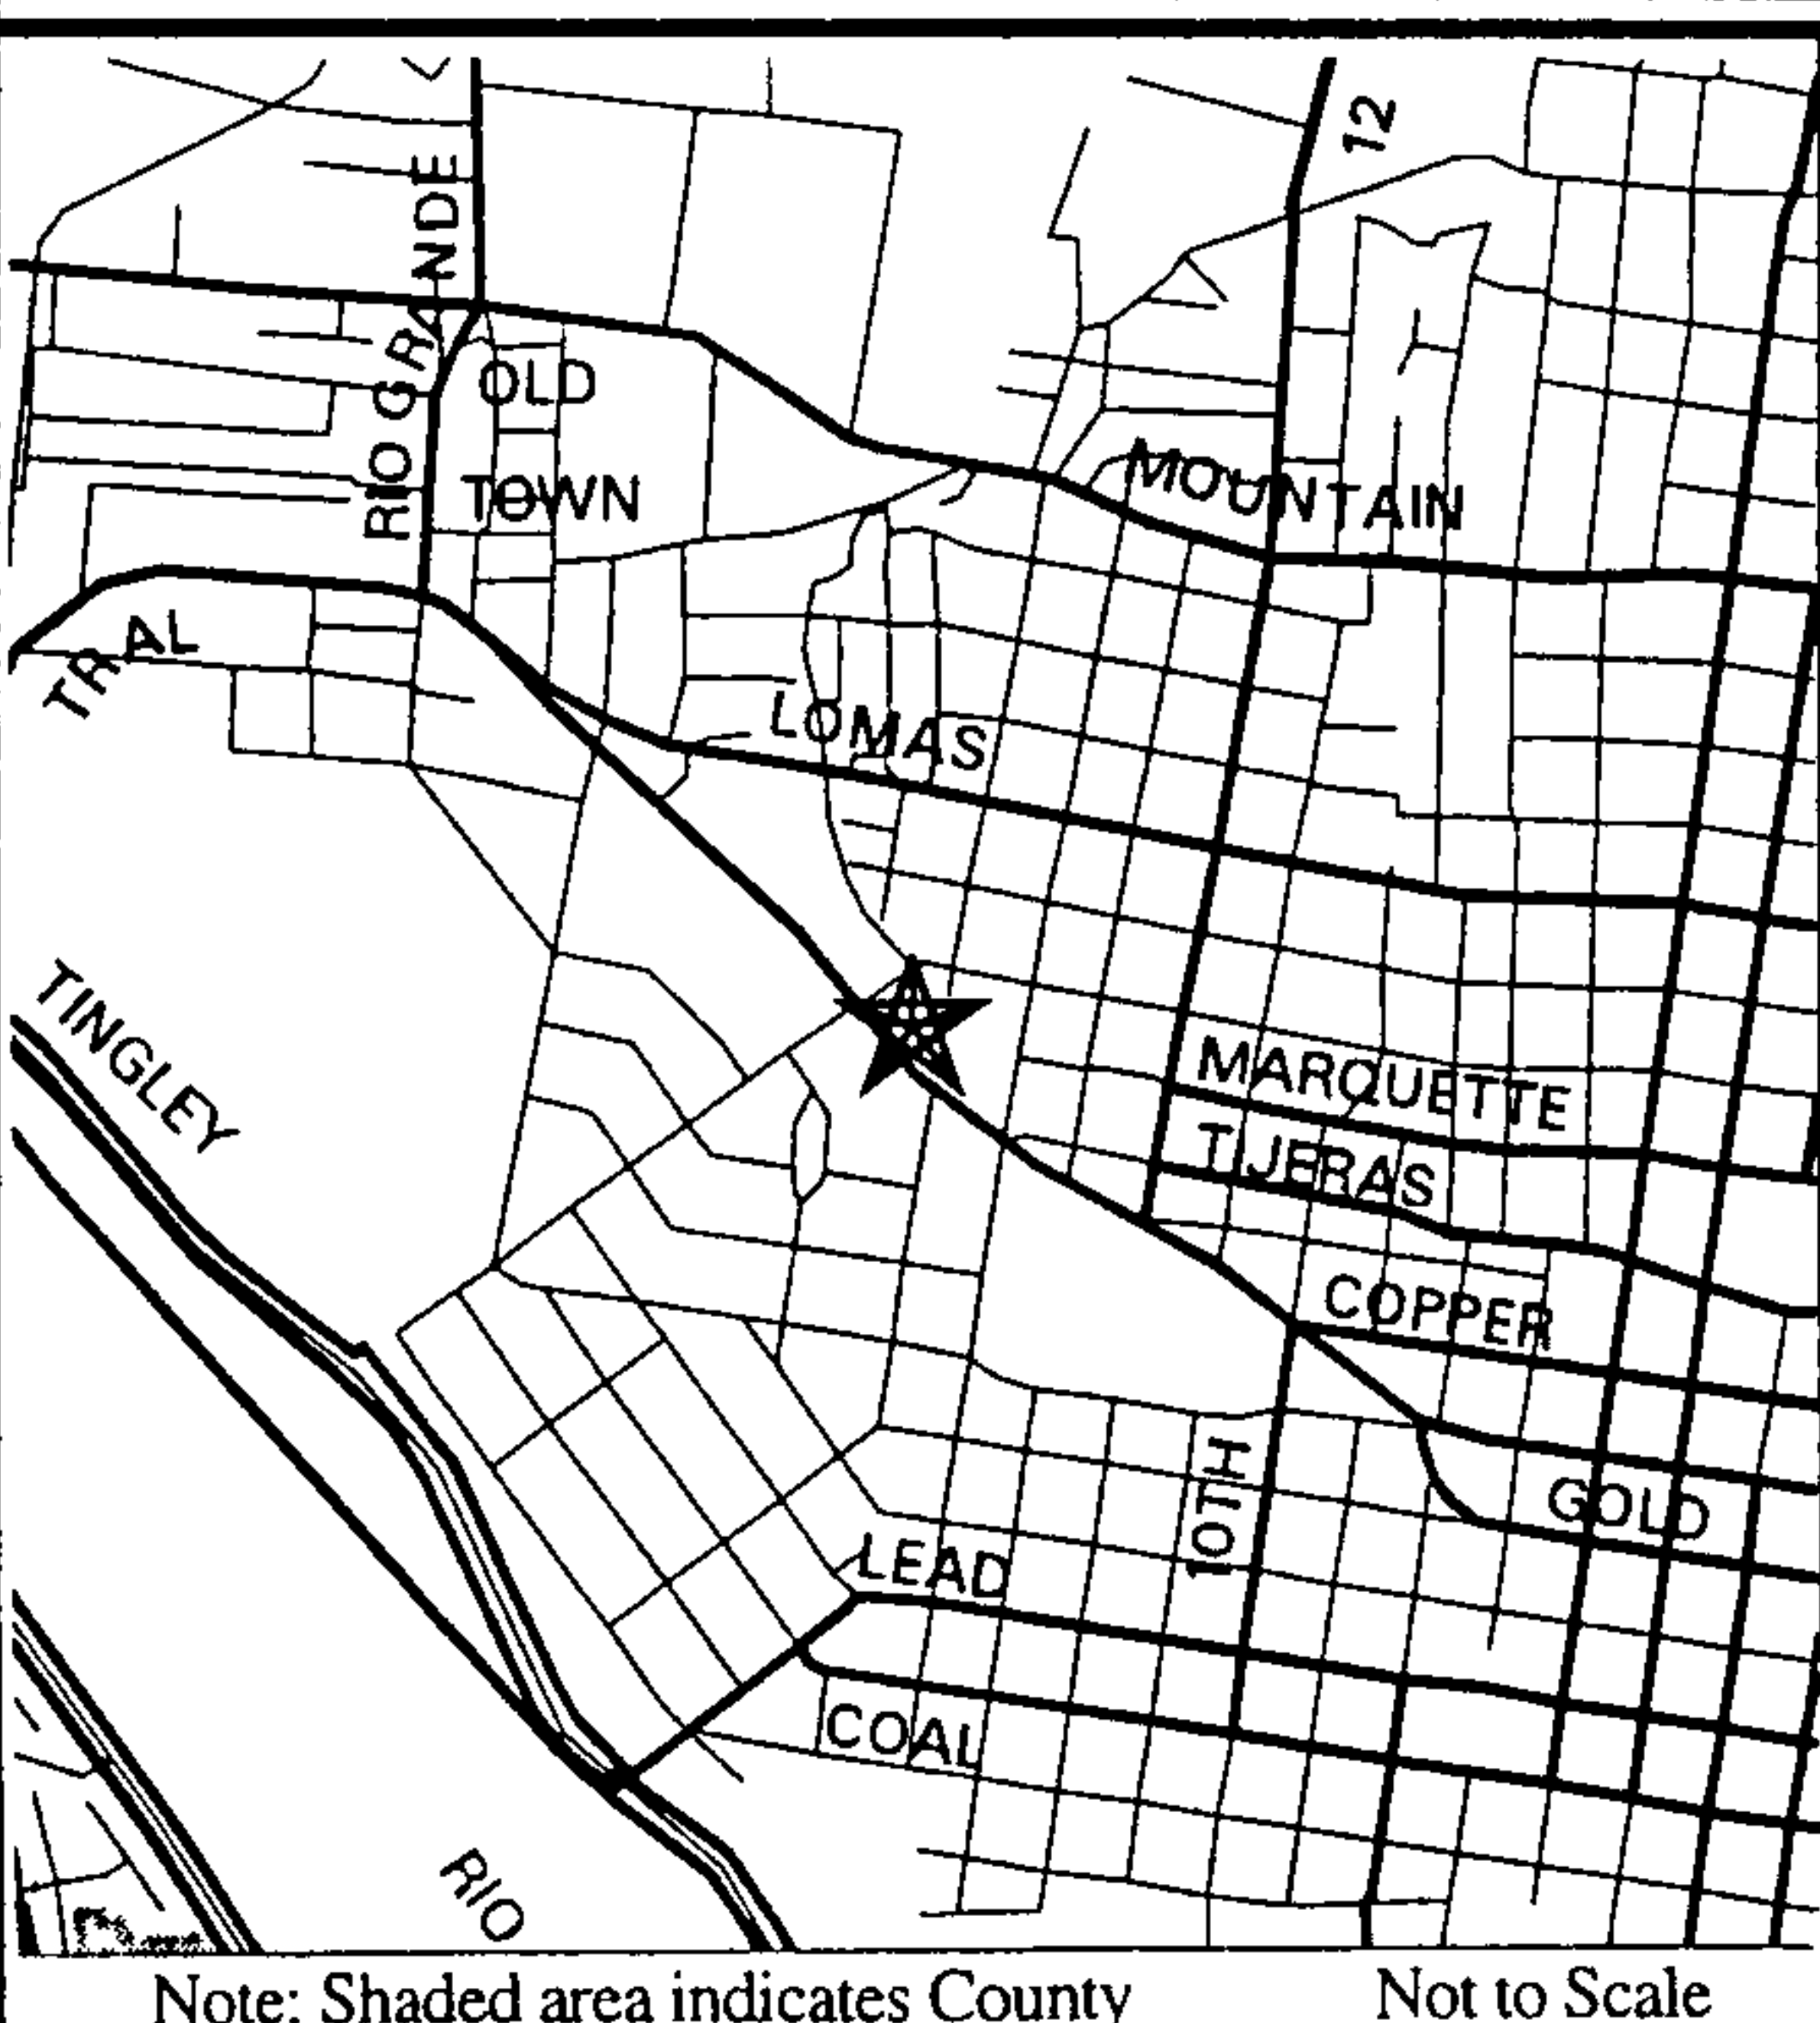 12
RIO GRANDE
OLD
TOWN
MOUNTAIN
TRAL
LOMAS
TINGLEY
MARQUETTE
TIJERAS
COPPER
10TH
GOLD
LEAD
COAL
RIO
Note: Shaded area indicates County
Not to Scale